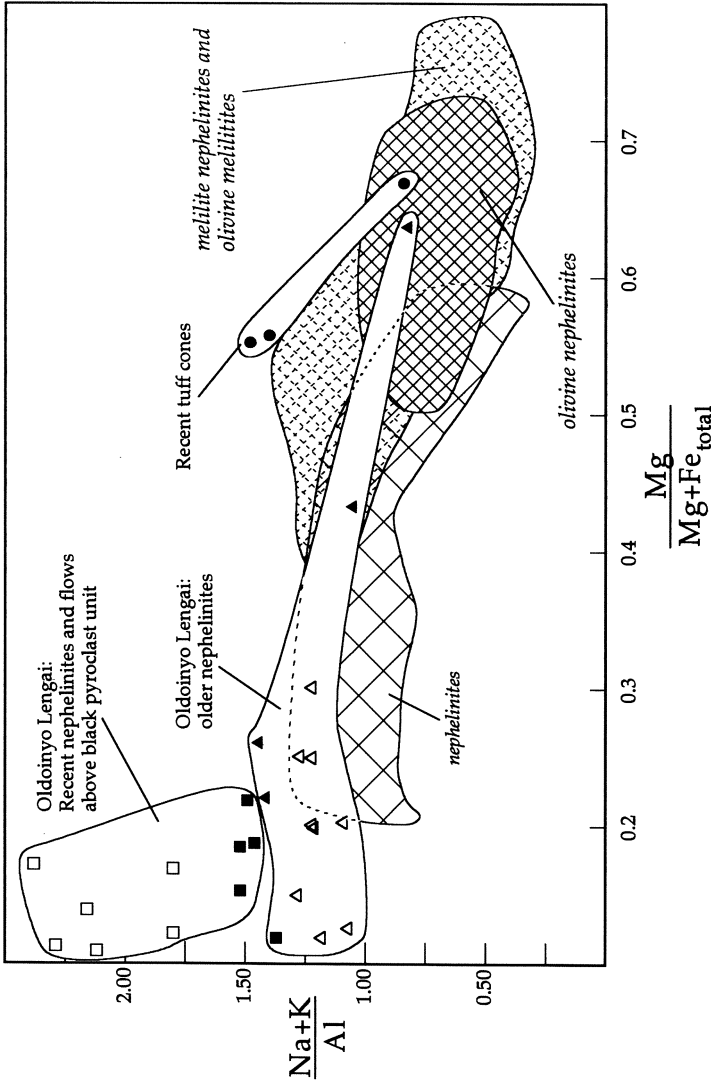 Oldoinyo Lengai:
Recent nephelinites and flows
above black pyroclast unit
Oldoinyo Lengai:
older nephelinites
Recent tuff cones
melilite nephelinites and
olivine melilitites
nephelinites
olivine nephelinites
2.00
1.50
1.00
0.50
Na+K
Al
0.2
0.3
0.4
0.5
0.6
0.7
Mg
Mg+Fe total